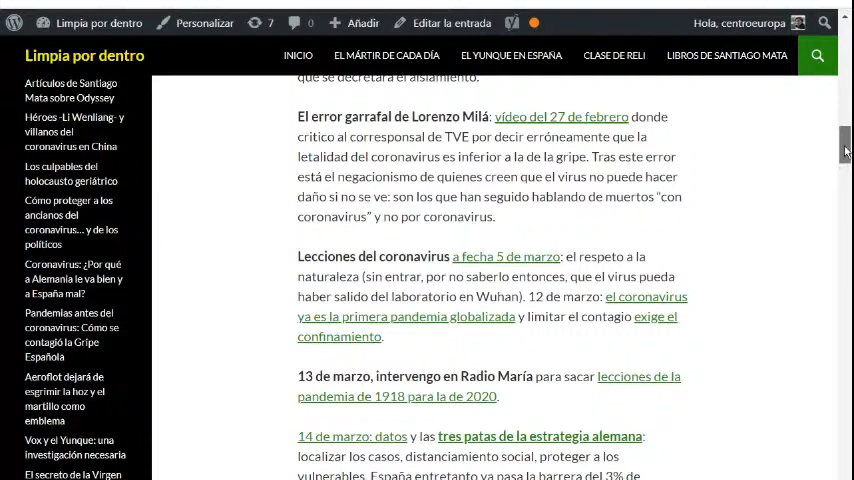 Limpia por dentro
Personalizar
7
0
Añadir
Editar la entrada
Hola, centroeuropa
Limpia por dentro
INICIO
EL MÁRTIR DE CADA DÍA
EL YUNQUE EN ESPAÑA
CLASE DE RELI
LIBROS DE SANTIAGO MATA
Artículos de Santiago
Mata sobre Odyssey
Héroes -Li Wenliang- y
villanos del
coronavirus en China
Los culpables del
holocausto geriátrico
Cómo proteger a los
ancianos del
coronavirus... y de los
políticos
Coronavirus: ¿Por qué
a Alemania le va bien y
a España mal?
Pandemias antes del
coronavirus: Cómo se
contagió la Gripe
Española
Aeroflot dejará de
esgrimir la hoz y el
martillo como
emblema
Vox y el Yunque: una
investigación necesaria
El secreto de la Virgen
que se decretara el aislamiento.
El error garrafal de Lorenzo Milá: vídeo del 27 de febrero donde
critico al corresponsal de TVE por decir erróneamente que la
letalidad del coronavirus es inferior a la de la gripe. Tras este error
está el negacionismo de quienes creen que el virus no puede hacer
daño si no se ve: son los que han seguido hablando de muertos “con
coronavirus” y no por coronavirus.
Lecciones del coronavirus a fecha 5 de marzo: el respeto a la
naturaleza (sin entrar, por no saberlo entonces, que el virus pueda
haber salido del laboratorio en Wuhan). 12 de marzo: el coronavirus
ya es la primera pandemia globalizada y limitar el contagio exige el
confinamiento.
13 de marzo, intervengo en Radio María para sacar lecciones de la
pandemia de 1918 para la de 2020.
14 de marzo: datos y las tres patas de la estrategia alemana:
localizar los casos, distanciamiento social, proteger a los
vulnerables. España entretanto ya pasa la barrera del 3% de